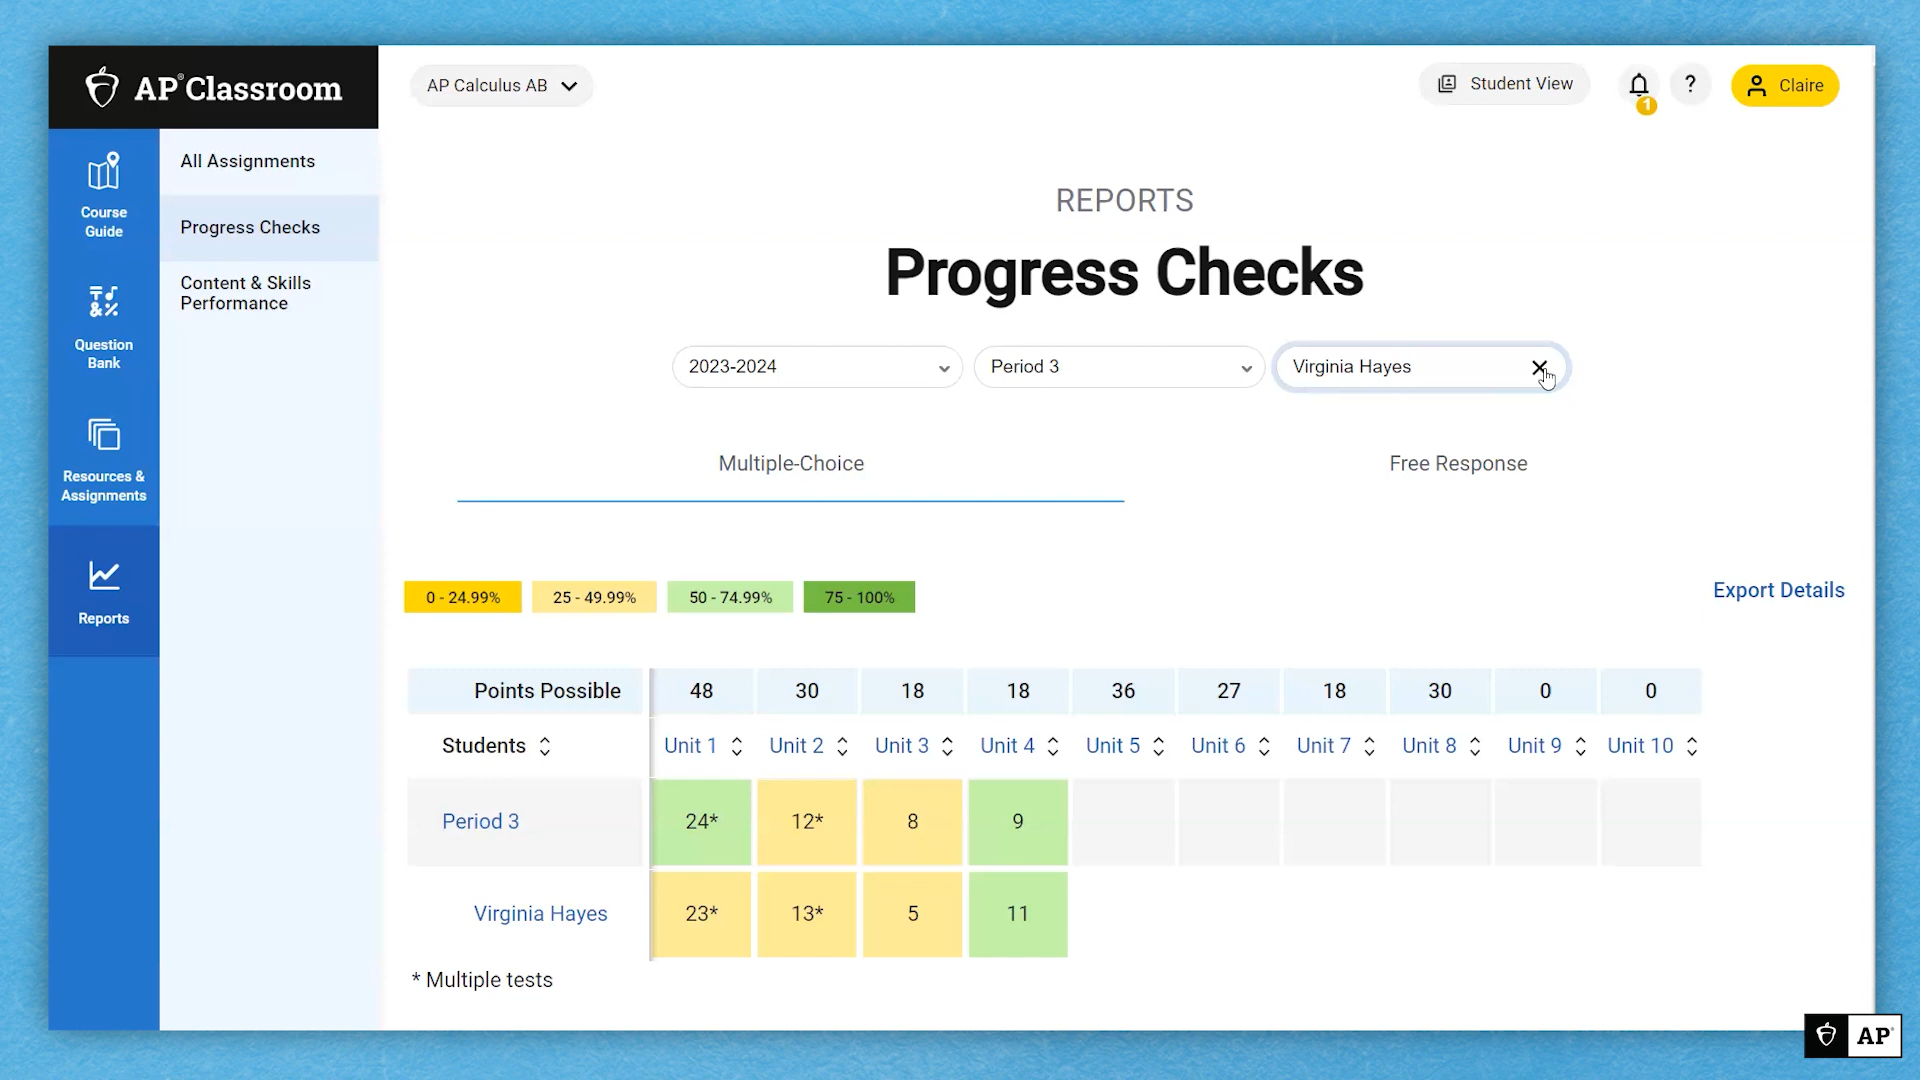 AP® Classroom
AP Calculus AB
Student View
1
?
Claire
Course
Guide
Question
Bank
Resources &
Assignments
Reports
All Assignments
Progress Checks
Content & Skills
Performance
REPORTS
Progress Checks
2023-2024
Period 3
Virginia Hayes
Multiple-Choice
Free Response
0 - 24.99%
25 - 49.99%
50 - 74.99%
75 - 100%
Export Details
Points Possible 48 30 18 18 36 27 18 30 0 0
Students Unit 1 Unit 2 Unit 3 Unit 4 Unit 5 Unit 6 Unit 7 Unit 8 Unit 9 Unit 10
Period 3 24* 12* 8 9
Virginia Hayes 23* 13* 5 11
* Multiple tests
AP®